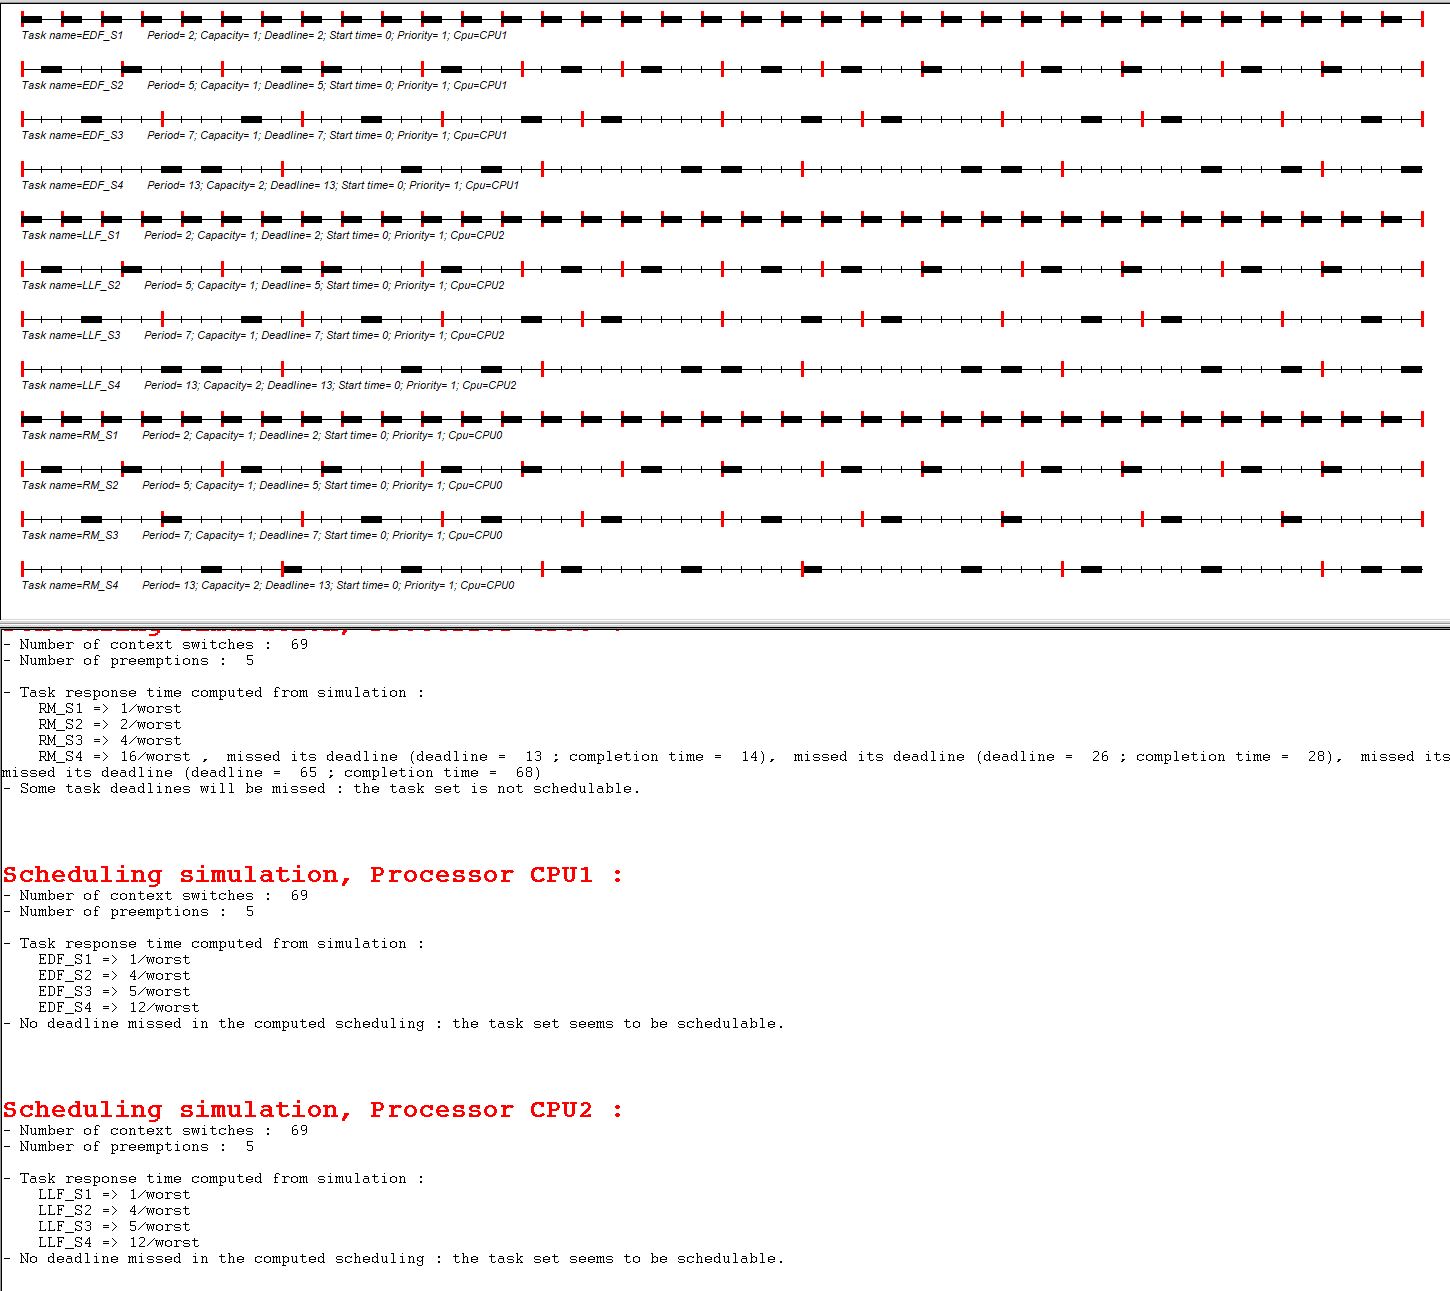 Task name=EDF_S1 Period= 2; Capacity= 1; Deadline= 2; Start time= 0; Priority= 1; Cpu=CPU1
Task name=EDF_S2 Period= 5; Capacity= 1; Deadline= 5; Start time= 0; Priority= 1; Cpu=CPU1
Task name=EDF_S3 Period= 7; Capacity= 1; Deadline= 7; Start time= 0; Priority= 1; Cpu=CPU1
Task name=EDF_S4 Period= 13; Capacity= 2; Deadline= 13; Start time= 0; Priority= 1; Cpu=CPU1
Task name=LLF_S1 Period= 2; Capacity= 1; Deadline= 2; Start time= 0; Priority= 1; Cpu=CPU2
Task name=LLF_S2 Period= 5; Capacity= 1; Deadline= 5; Start time= 0; Priority= 1; Cpu=CPU2
Task name=LLF_S3 Period= 7; Capacity= 1; Deadline= 7; Start time= 0; Priority= 1; Cpu=CPU2
Task name=LLF_S4 Period= 13; Capacity= 2; Deadline= 13; Start time= 0; Priority= 1; Cpu=CPU2
Task name=RM_S1 Period= 2; Capacity= 1; Deadline= 2; Start time= 0; Priority= 1; Cpu=CPU0
Task name=RM_S2 Period= 5; Capacity= 1; Deadline= 5; Start time= 0; Priority= 1; Cpu=CPU0
Task name=RM_S3 Period= 7; Capacity= 1; Deadline= 7; Start time= 0; Priority= 1; Cpu=CPU0
Task name=RM_S4 Period= 13; Capacity= 2; Deadline= 13; Start time= 0; Priority= 1; Cpu=CPU0
- Number of context switches : 69
- Number of preemptions : 5
- Task response time computed from simulation :
RM_S1 => 1/worst
RM_S2 => 2/worst
RM_S3 => 4/worst
RM_S4 => 16/worst , missed its deadline (deadline = 13 ; completion time = 14), missed its deadline (deadline = 26 ; completion time = 28), missed its
missed its deadline (deadline = 65 ; completion time = 68)
- Some task deadlines will be missed : the task set is not schedulable.
Scheduling simulation, Processor CPU1 :
- Number of context switches : 69
- Number of preemptions : 5
- Task response time computed from simulation :
EDF_S1 => 1/worst
EDF_S2 => 4/worst
EDF_S3 => 5/worst
EDF_S4 => 12/worst
- No deadline missed in the computed scheduling : the task set seems to be schedulable.
Scheduling simulation, Processor CPU2 :
- Number of context switches : 69
- Number of preemptions : 5
- Task response time computed from simulation :
LLF_S1 => 1/worst
LLF_S2 => 4/worst
LLF_S3 => 5/worst
LLF_S4 => 12/worst
- No deadline missed in the computed scheduling : the task set seems to be schedulable.